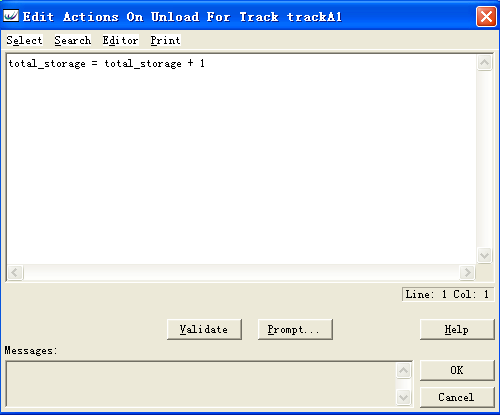 Edit Actions On Unload For Track trackA1
Select Search Editor Print
total_storage = total_storage + 1
Line: 1 Col: 1
Validate Prompt... Help
Messages:
OK
Cancel